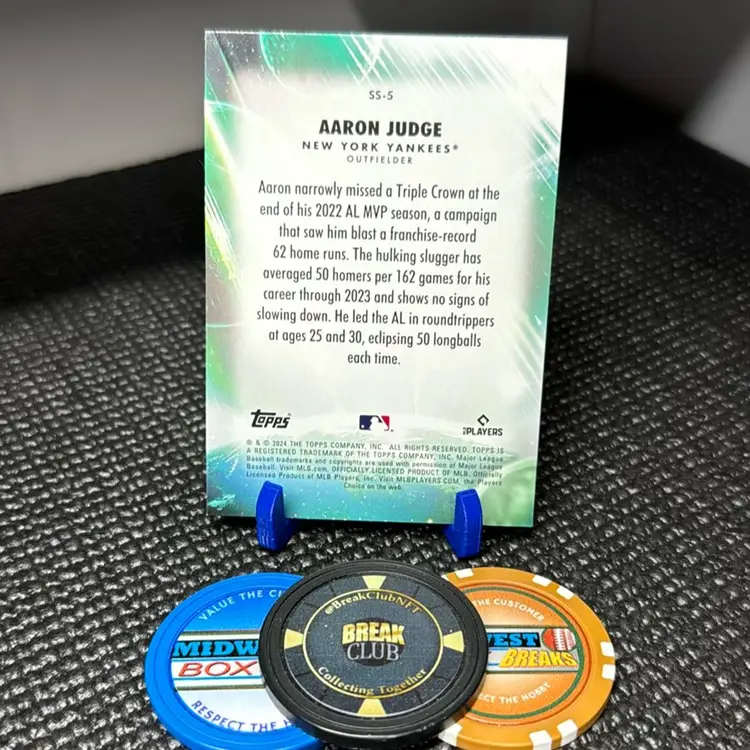 SS-5
AARON JUDGE
NEW YORK YANKEES®
OUTFIELDER
Aaron narrowly missed a Triple Crown at the
end of his 2022 AL MVP season, a campaign
that saw him blast a franchise-record
62 home runs. The hulking slugger has
averaged 50 homers per 162 games for his
career through 2023 and shows no signs of
slowing down. He led the AL in roundtrippers
at ages 25 and 30, eclipsing 50 longballs
each time.
topps®
PLAYERS
® & © 2024 THE TOPPS COMPANY, INC. ALL RIGHTS RESERVED. TOPPS IS
A REGISTERED TRADEMARK OF THE TOPPS COMPANY, INC. Major League
Baseball trademarks and copyrights are used with permission of Major League
Baseball. Visit MLB.com. OFFICIALLY LICENSED PRODUCT OF MLB. Officially
Licensed Product of MLB Players, Inc. Visit MLBPLAYERS.COM, the Players
Choice on the web.
VALUE THE C
MIDW
BOX
RESPECT THE H
@BreakClubNFT
BREAK
CLUB
Collecting Together
THE CUSTOMER
EST
BREAKS
ECT THE HOBBY